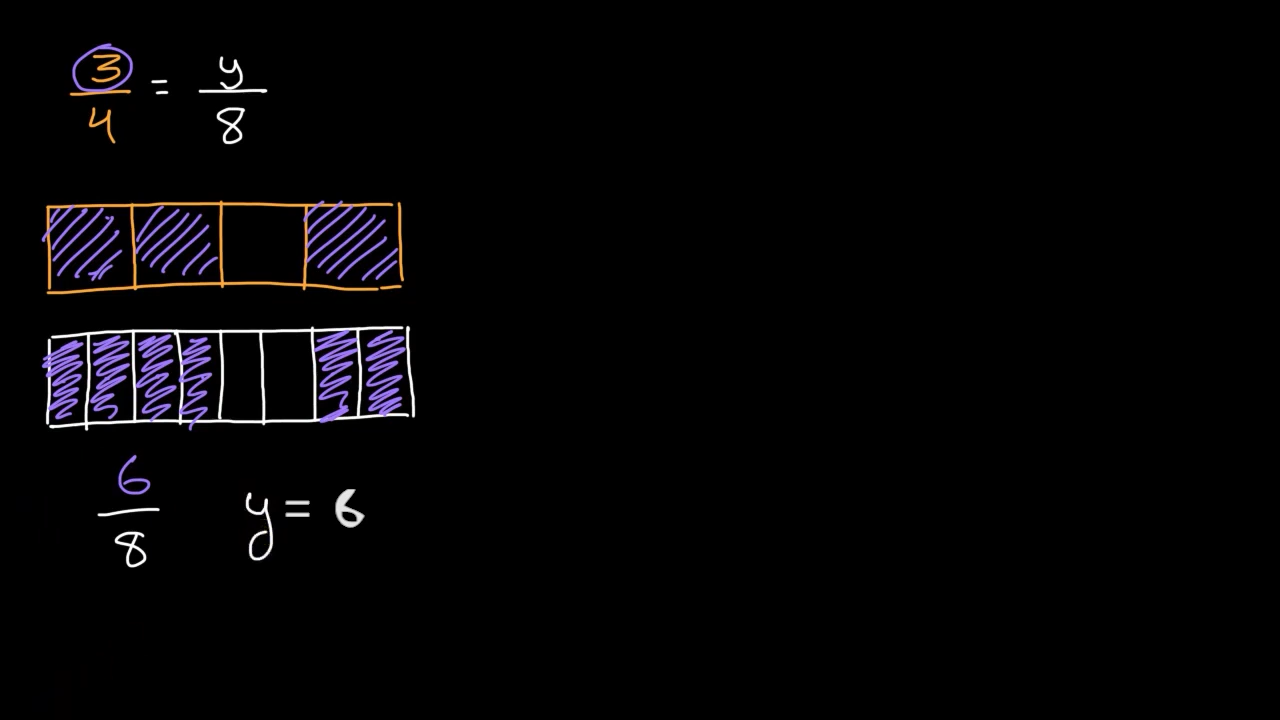 3/4 = y/8
6/8 y = 6